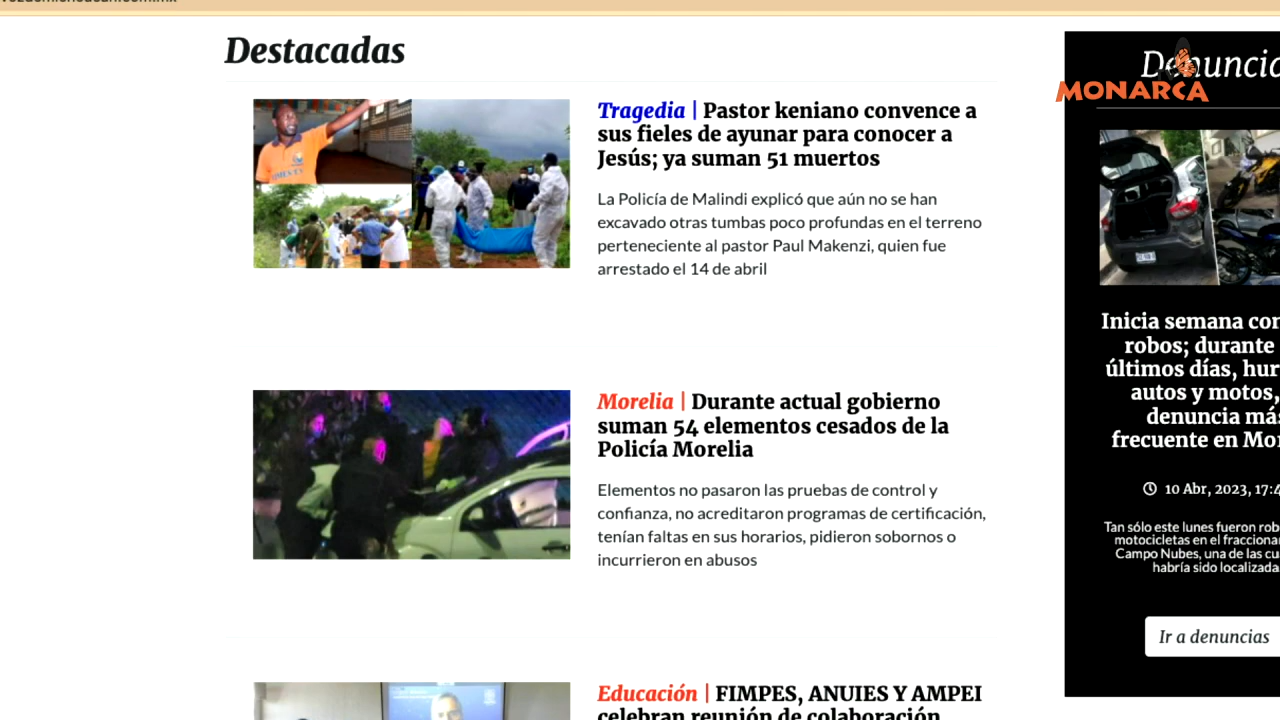 Destacadas
Tragedia | Pastor keniano convence a
sus fieles de ayunar para conocer a
Jesús; ya suman 51 muertos
La Policía de Malindi explicó que aún no se han
excavado otras tumbas poco profundas en el terreno
perteneciente al pastor Paul Makenzi, quien fue
arrestado el 14 de abril
Morelia | Durante actual gobierno
suman 54 elementos cesados de la
Policía Morelia
Elementos no pasaron las pruebas de control y
confianza, no acreditaron programas de certificación,
tenían faltas en sus horarios, pidieron sobornos o
incurrieron en abusos
Educación | FIMPES, ANUIES Y AMPEI
celebran reunión de colaboración
Denuncia
MONARCA
Inicia semana con
robos; durante
últimos días, hur
autos y motos,
denuncia más
frecuente en Mor
10 Abr, 2023, 17:4
Tan sólo este lunes fueron rob
motocicletas en el fracciona
Campo Nubes, una de las cu
habría sido localizada
Ir a denuncias